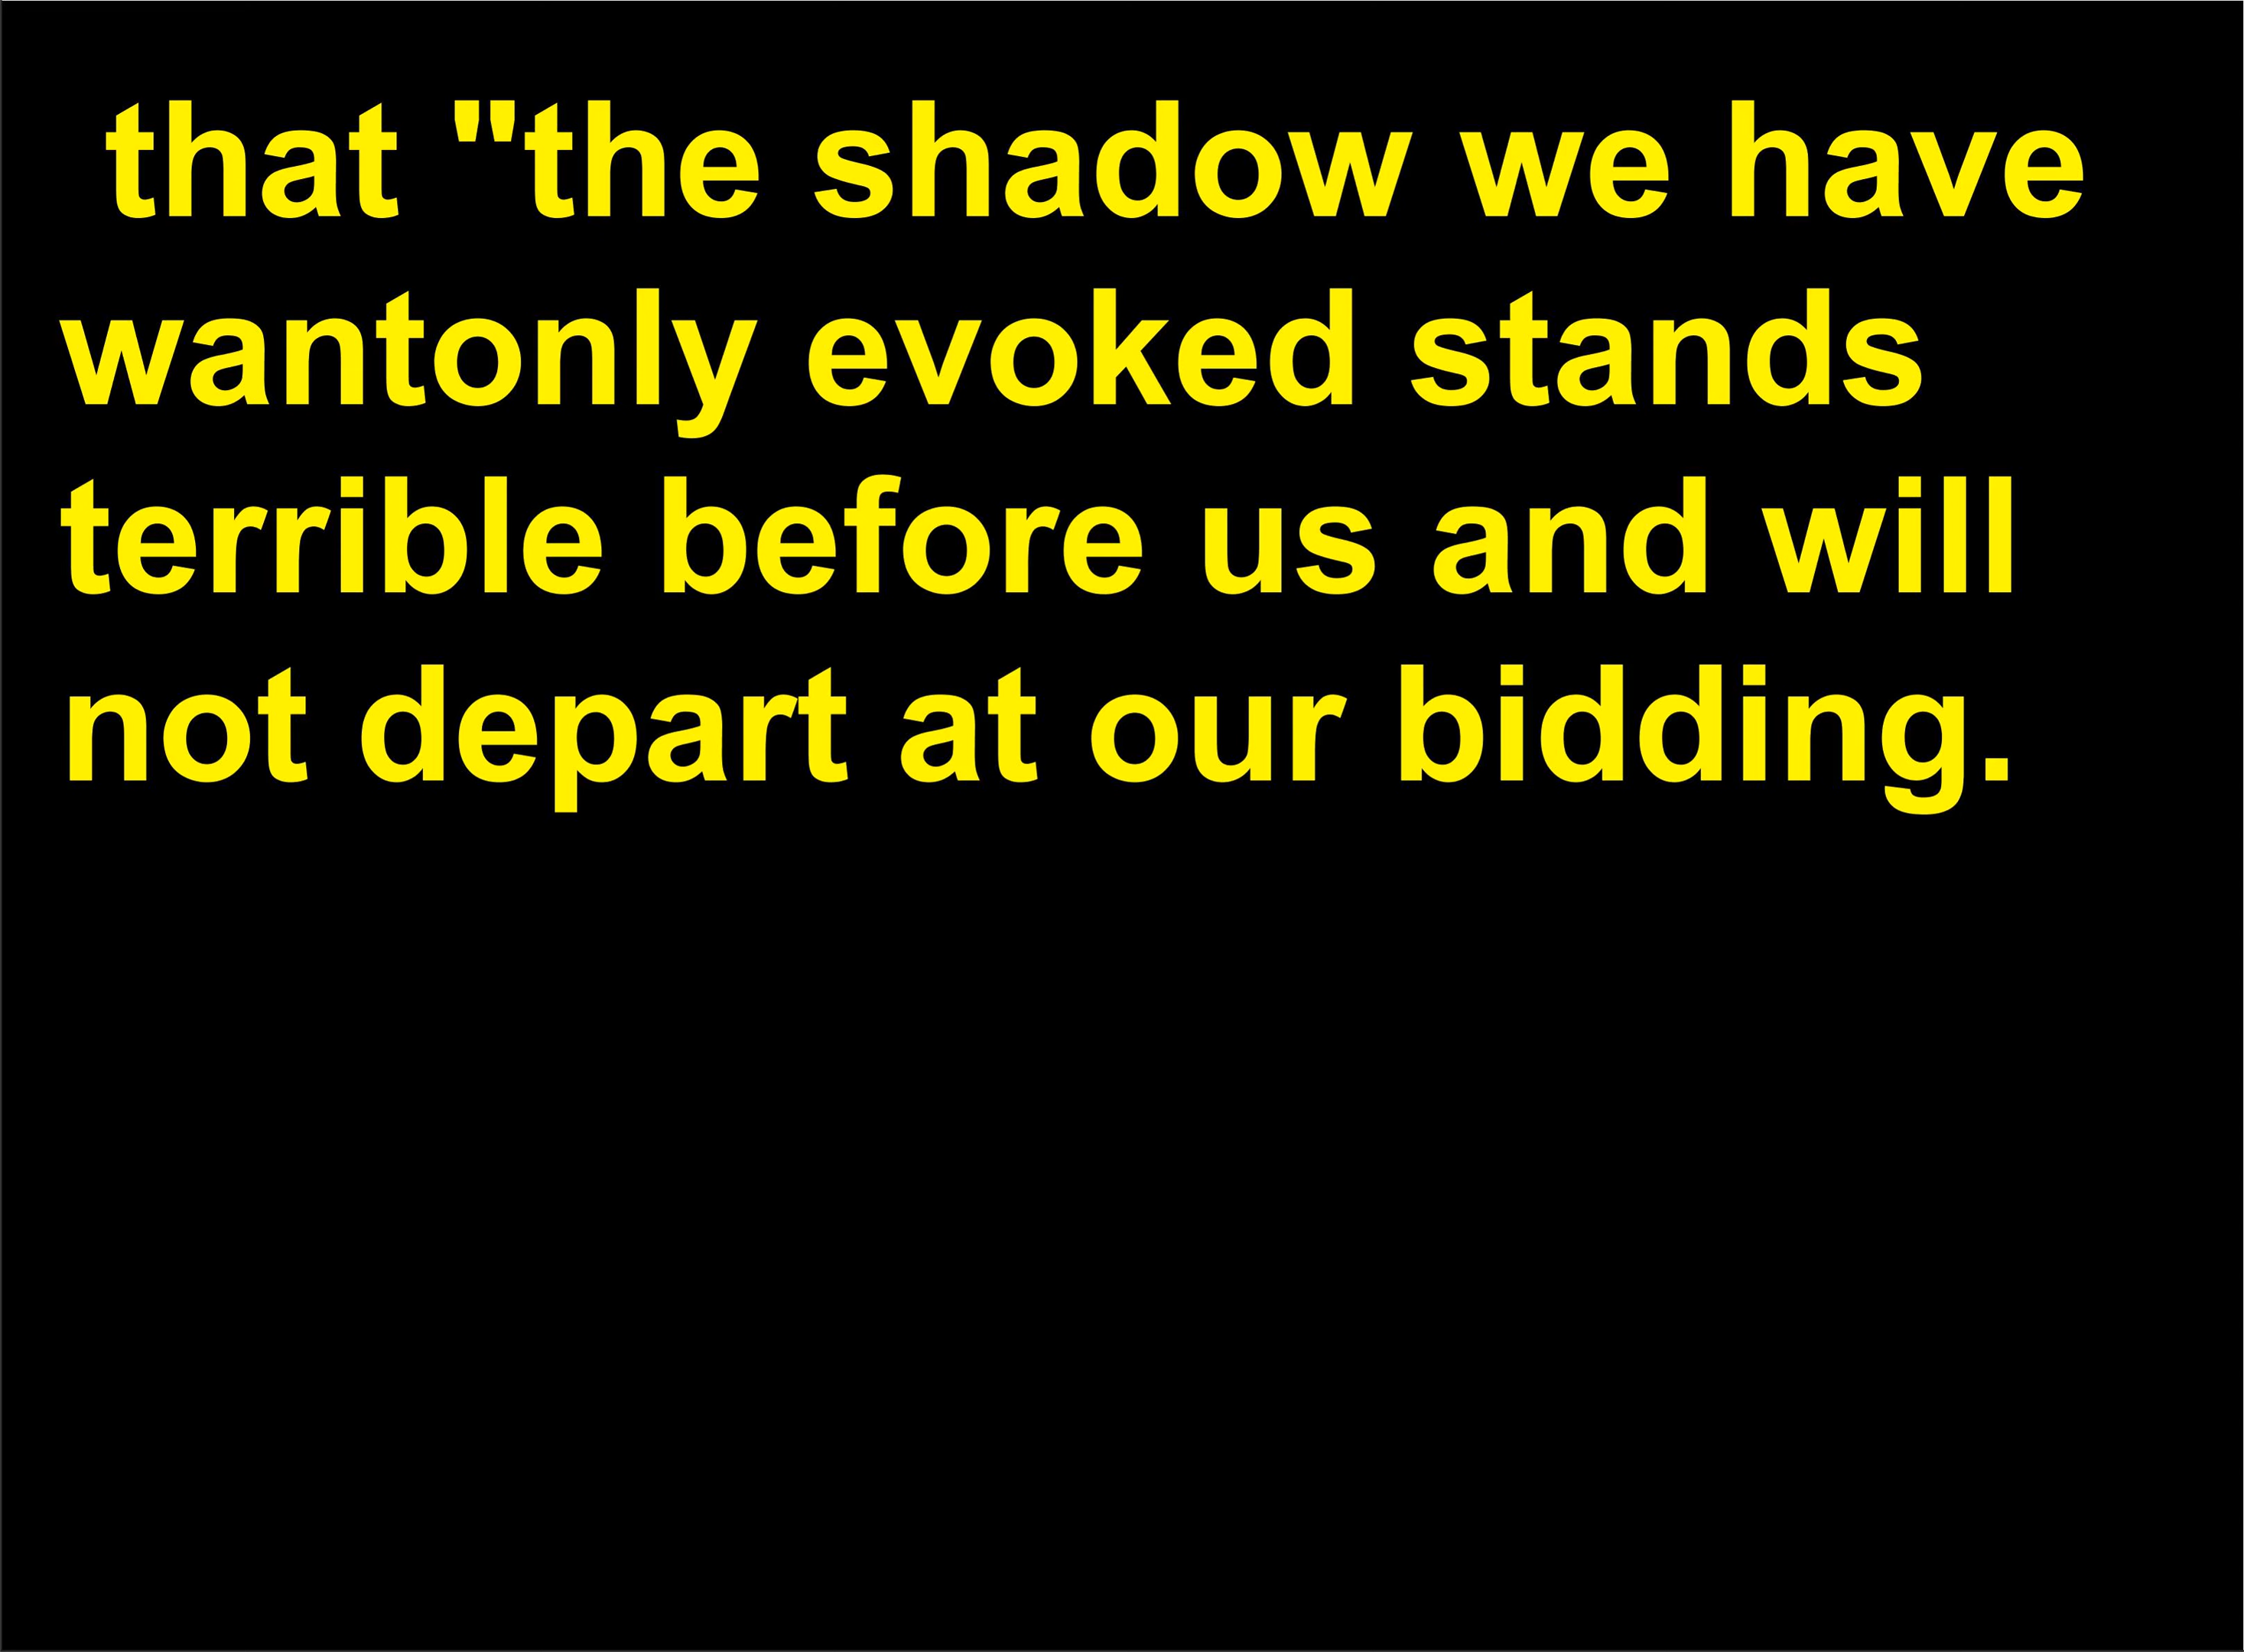 that "the shadow we have
wantonly evoked stands
terrible before us and will
not depart at our bidding.